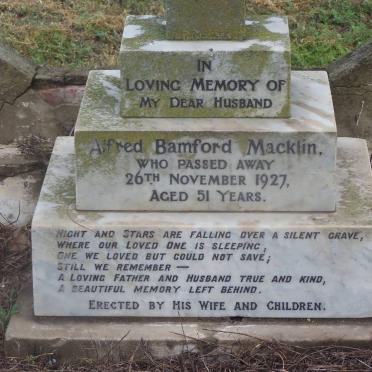 IN
LOVING MEMORY OF
MY DEAR HUSBAND
Alfred Bamford Macklin,
WHO PASSED AWAY
26TH NOVEMBER 1927,
AGED 51 YEARS.
NIGHT AND STARS ARE FALLING OVER A SILENT GRAVE,
WHERE OUR LOVED ONE IS SLEEPING,
ONE WE LOVED BUT COULD NOT SAVE;
STILL WE REMEMBER —
A LOVING FATHER AND HUSBAND TRUE AND KIND,
A BEAUTIFUL MEMORY LEFT BEHIND.
ERECTED BY HIS WIFE AND CHILDREN.